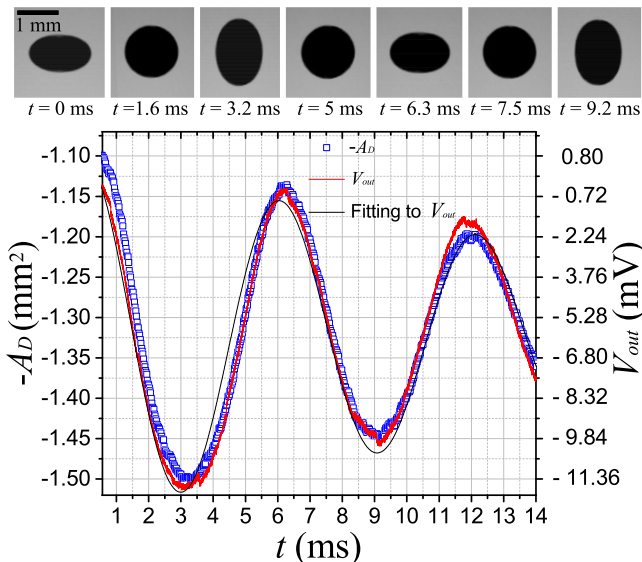 1 mm
t = 0 ms t =1.6 ms t = 3.2 ms t = 5 ms t = 6.3 ms t = 7.5 ms t = 9.2 ms
-A_D
V_out
Fitting to V_out
-1.10
-1.15
-1.20
-1.25
-1.30
-1.35
-1.40
-1.45
-1.50
-A_D (mm²)
0.80
- 0.72
- 2.24
- 3.76
- 5.28
- 6.80
- 8.32
- 9.84
- 11.36
V_out (mV)
1 2 3 4 5 6 7 8 9 10 11 12 13 14
t (ms)